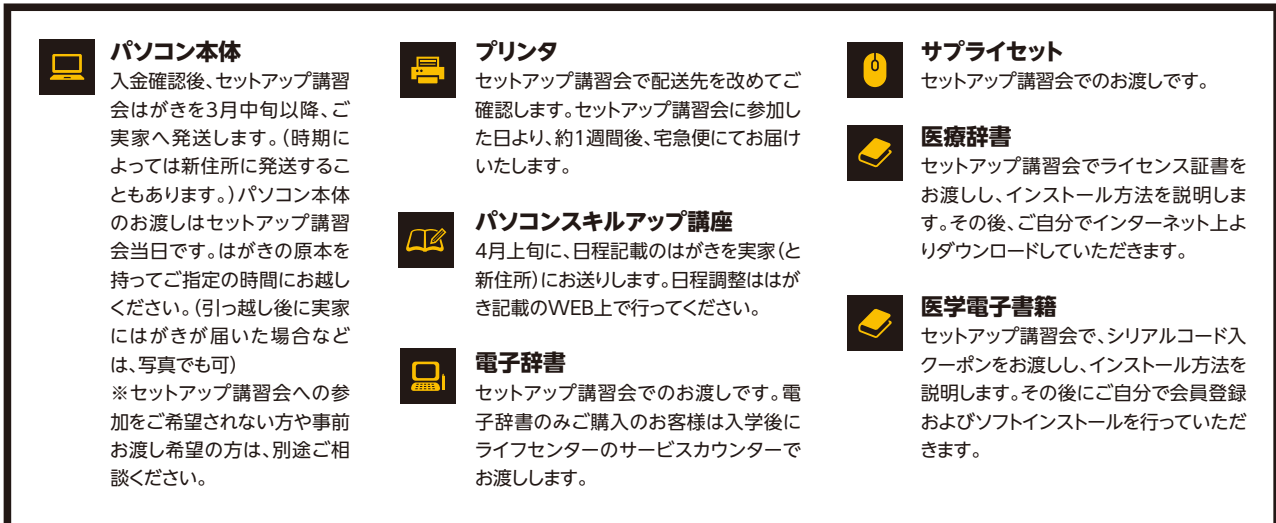 パソコン本体
入金確認後、セットアップ講習
会はがきを3月中旬以降、ご
実家へ発送します。(時期に
よっては新住所に発送するこ
ともあります。)パソコン本体
のお渡しはセットアップ講習
会当日です。はがきの原本を
持ってご指定の時間にお越し
ください。(引っ越し後に実家
にはがきが届いた場合など
は、写真でも可)
※セットアップ講習会への参
加をご希望されない方や事前
お渡し希望の方は、別途ご相
談ください。
プリンタ
セットアップ講習会で配送先を改めてご
確認します。セットアップ講習会に参加し
た日より、約1週間後、宅急便にてお届け
いたします。
パソコンスキルアップ講座
4月上旬に、日程記載のはがきを実家(と
新住所)にお送りします。日程調整ははが
き記載のWEB上で行ってください。
電子辞書
セットアップ講習会でのお渡しです。電
子辞書のみご購入のお客様は入学後に
ライフセンターのサービスカウンターで
お渡しします。
サプライセット
セットアップ講習会でのお渡しです。
医療辞書
セットアップ講習会でライセンス証書を
お渡しし、インストール方法を説明しま
す。その後、ご自分でインターネット上よ
りダウンロードしていただきます。
医学電子書籍
セットアップ講習会で、シリアルコード入
クーポンをお渡しし、インストール方法を
説明します。その後にご自分で会員登録
およびソフトインストールを行っていただ
きます。